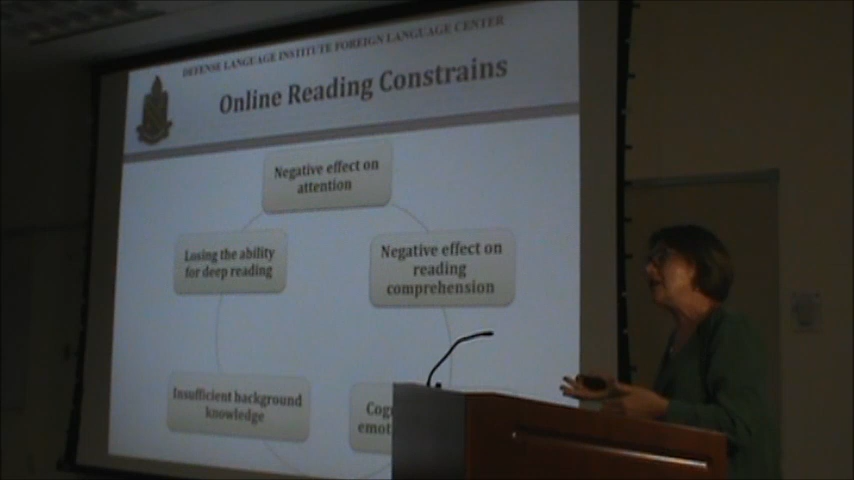 DEFENSE LANGUAGE INSTITUTE FOREIGN LANGUAGE CENTER
Online Reading Constrains
Negative effect on
attention
Losing the ability
for deep reading
Negative effect on
reading
comprehension
Insufficient background
knowledge